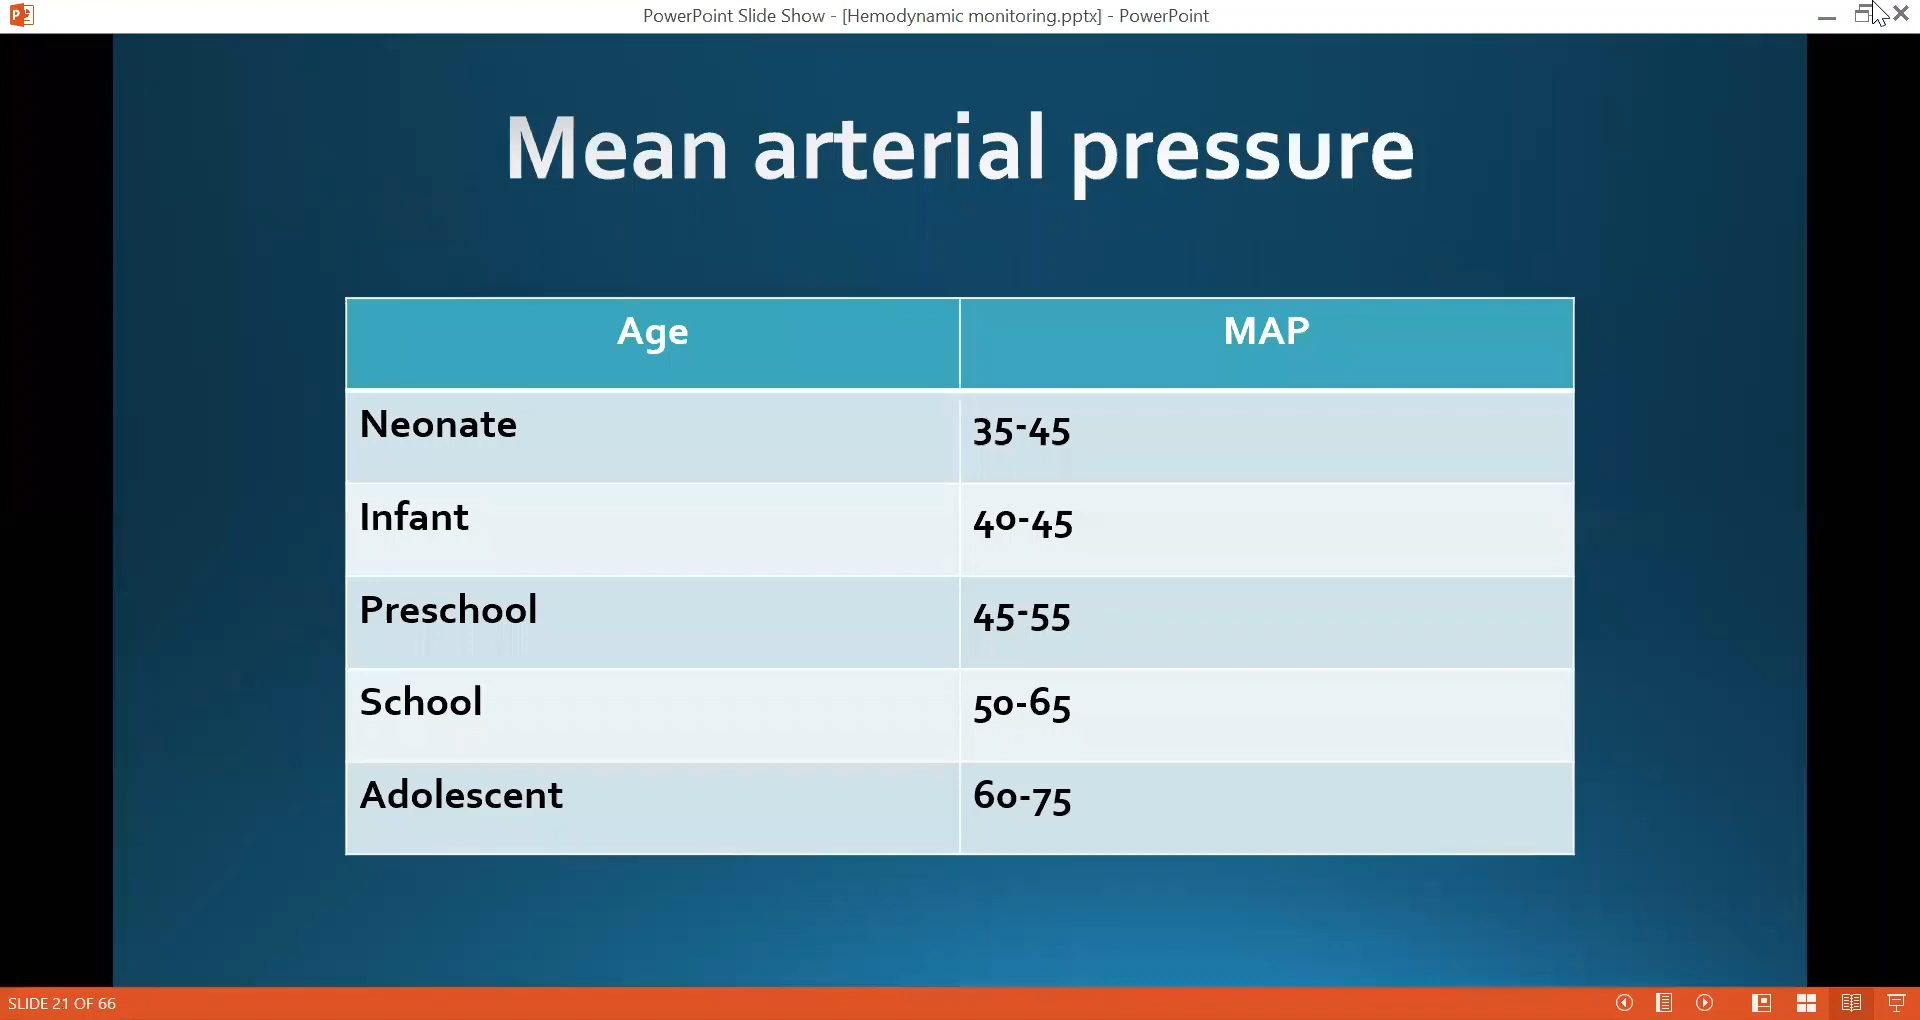 PowerPoint Slide Show - [Hemodynamic monitoring.pptx] - PowerPoint
Mean arterial pressure
Age MAP
Neonate 35-45
Infant 40-45
Preschool 45-55
School 50-65
Adolescent 60-75
SLIDE 21 OF 66